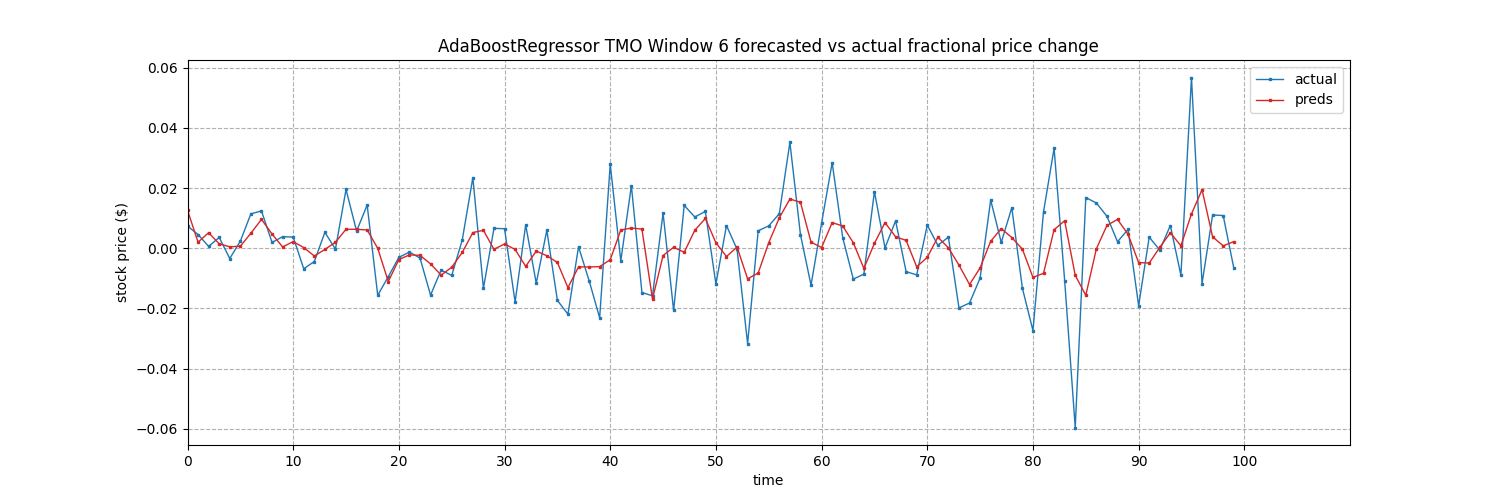 AdaBoostRegressor TMO Window 6 forecasted vs actual fractional price change
0.06
0.04
0.02
0.00
−0.02
−0.04
−0.06
stock price ($)
actual
preds
0 10 20 30 40 50 60 70 80 90 100
time